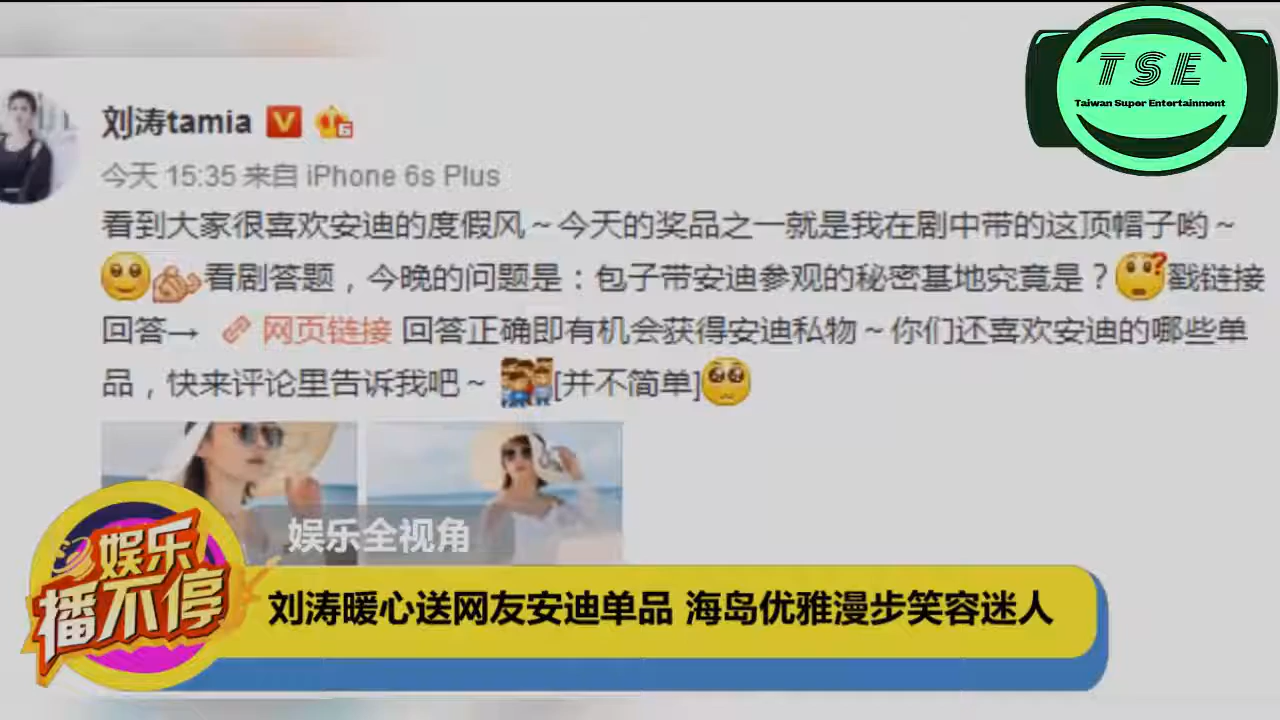 TSE
Taiwan Super Entertainment
刘涛tamia V 6
今天 15:35 来自 iPhone 6s Plus
看到大家很喜欢安迪的度假风～今天的奖品之一就是我在剧中带的这顶帽子哟～
看剧答题，今晚的问题是：包子带安迪参观的秘密基地究竟是？戳链接
回答→ 网页链接 回答正确即有机会获得安迪私物～你们还喜欢安迪的哪些单
品，快来评论里告诉我吧～ [并不简单]
娱乐全视角
娱乐
播不停
刘涛暖心送网友安迪单品 海岛优雅漫步笑容迷人